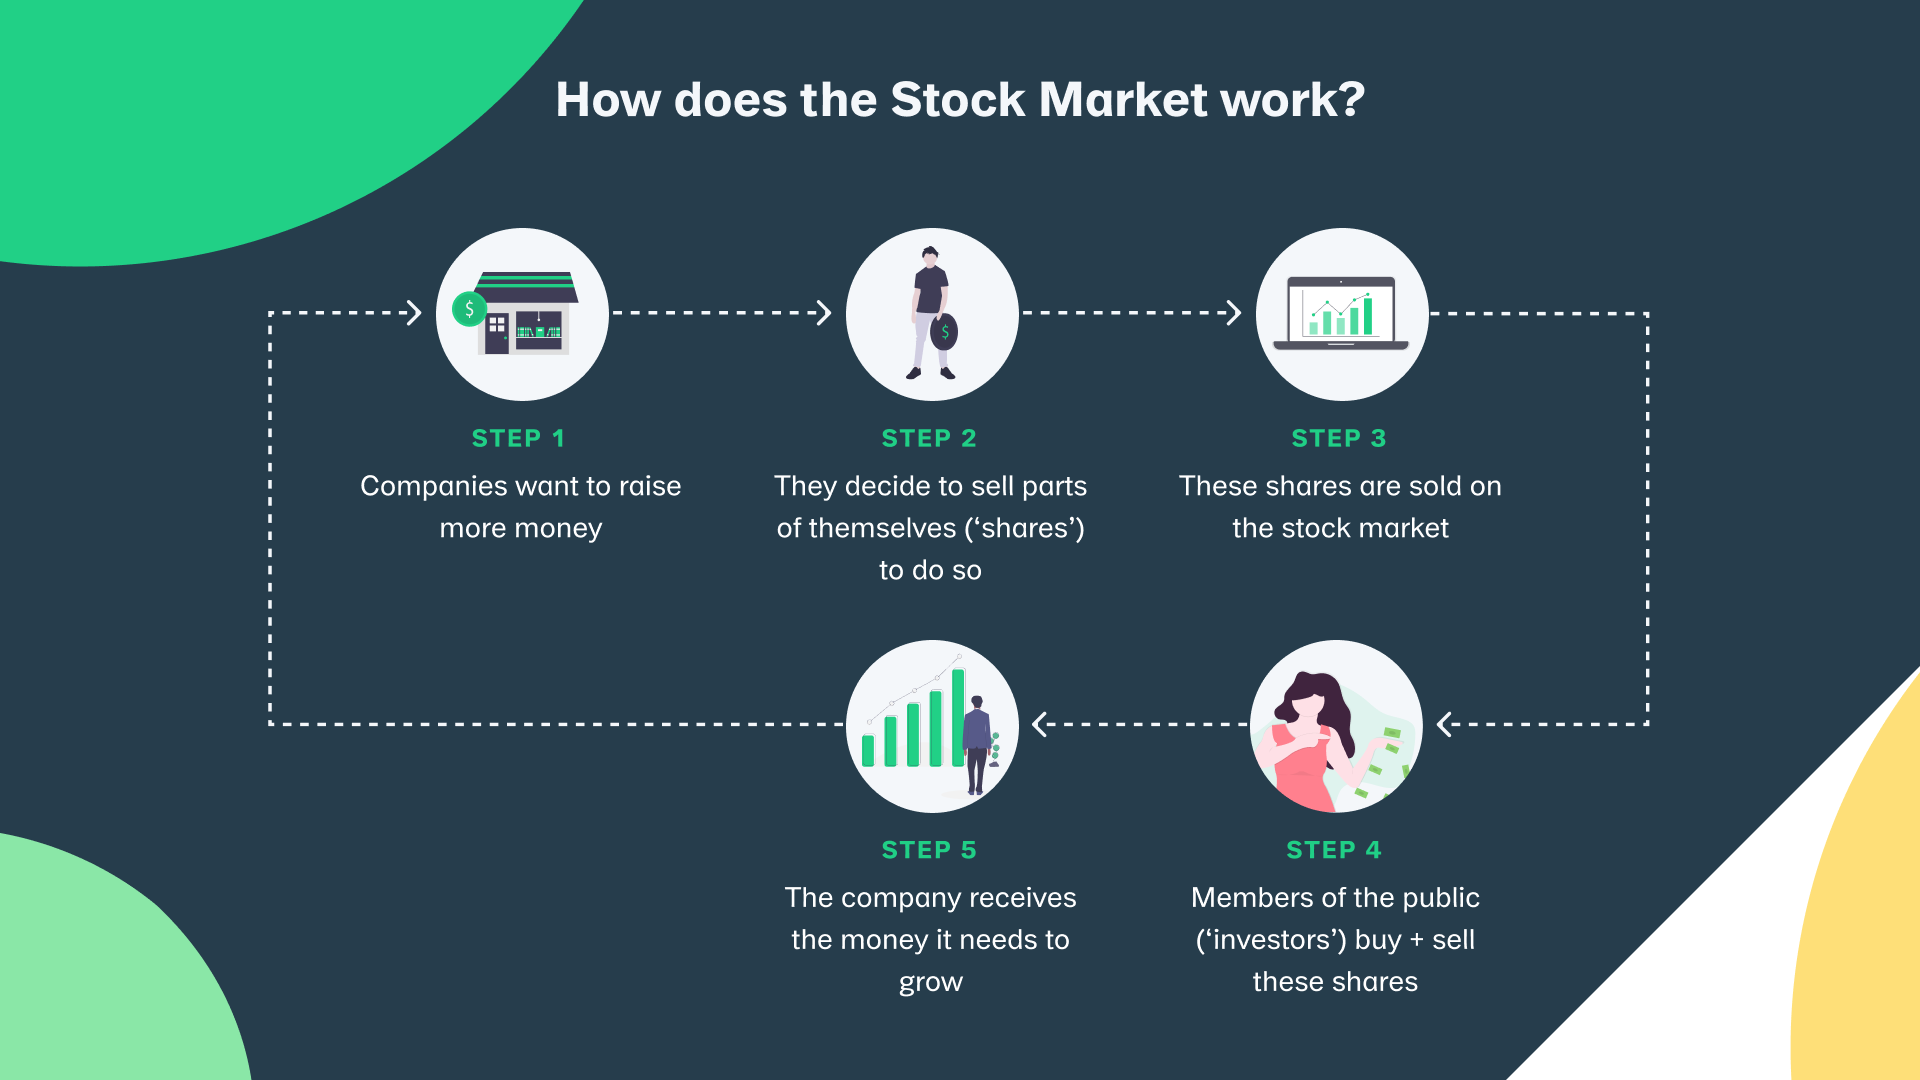 How does the Stock Market work?
$
$
STEP 1
Companies want to raise
more money
STEP 2
They decide to sell parts
of themselves (‘shares’)
to do so
STEP 3
These shares are sold on
the stock market
STEP 4
Members of the public
(‘investors’) buy + sell
these shares
STEP 5
The company receives
the money it needs to
grow